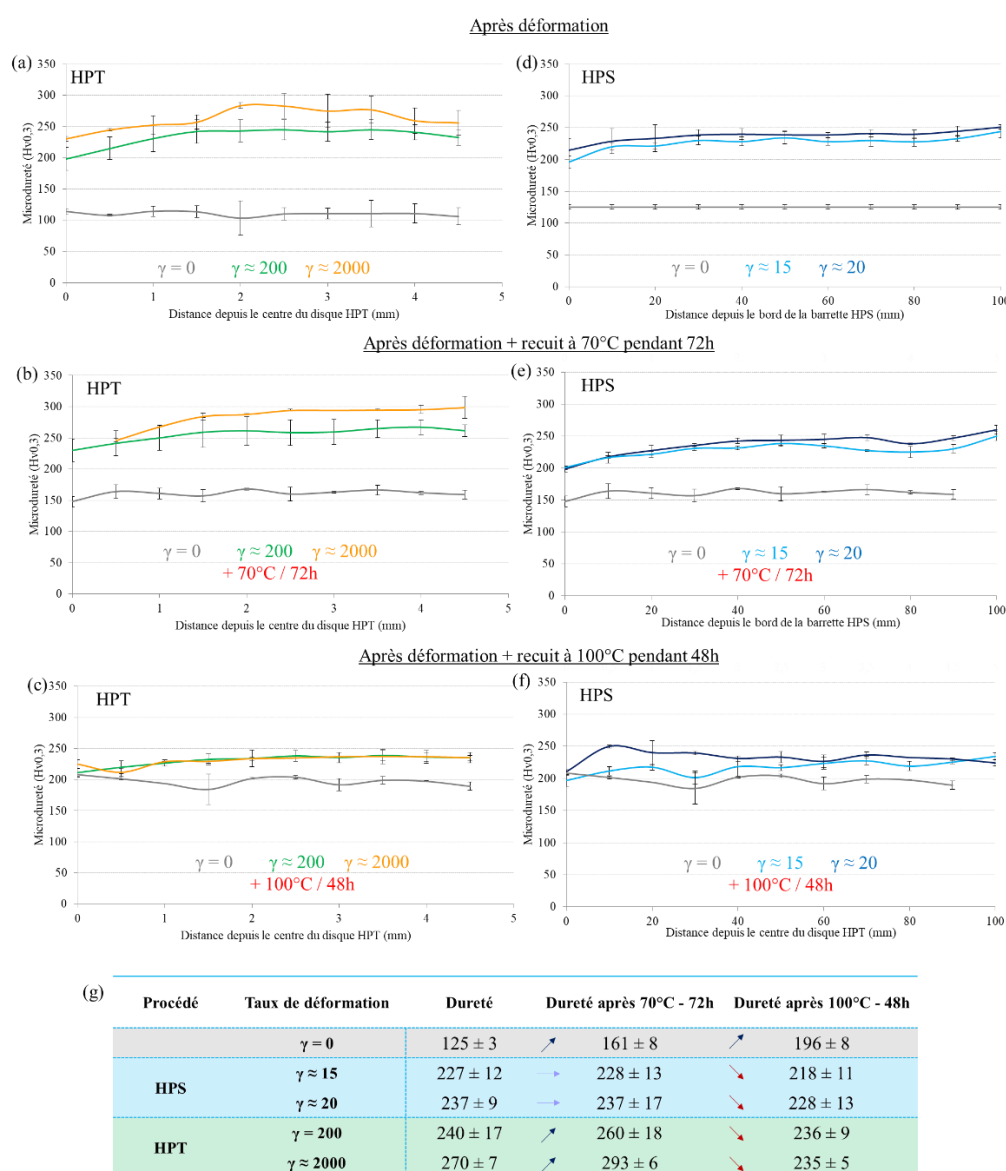 Après déformation
(a)
HPT
350
300
250
200
150
100
50
0
Microdureté (Hv0,3)
γ = 0 γ ≈ 200 γ ≈ 2000
0 1 2 3 4 5
Distance depuis le centre du disque HPT (mm)
(d)
HPS
350
300
250
200
150
100
50
0
Microdureté (Hv0,3)
γ = 0 γ ≈ 15 γ ≈ 20
0 20 40 60 80 100
Distance depuis le bord de la barrette HPS (mm)
Après déformation + recuit à 70°C pendant 72h
(b)
HPT
350
300
250
200
150
100
50
0
Microdureté (Hv0,3)
γ = 0 γ ≈ 200 γ ≈ 2000
+ 70°C / 72h
0 1 2 3 4 5
Distance depuis le centre du disque HPT (mm)
(e)
HPS
350
300
250
200
150
100
50
0
Microdureté (Hv0,3)
γ = 0 γ ≈ 15 γ ≈ 20
+ 70°C / 72h
0 20 40 60 80 100
Distance depuis le bord de la barrette HPS (mm)
Après déformation + recuit à 100°C pendant 48h
(c)
HPT
350
300
250
200
150
100
50
0
Microdureté (Hv0,3)
γ = 0 γ ≈ 200 γ ≈ 2000
+ 100°C / 48h
0 1 2 3 4 5
Distance depuis le centre du disque HPT (mm)
(f)
HPS
350
300
250
200
150
100
50
0
Microdureté (Hv0,3)
γ = 0 γ ≈ 15 γ ≈ 20
+ 100°C / 48h
0 20 40 60 80 100
Distance depuis le centre du disque HPT (mm)
(g)
Procédé Taux de déformation Dureté Dureté après 70°C - 72h Dureté après 100°C - 48h
γ = 0 125 ± 3 161 ± 8 196 ± 8
HPS
γ ≈ 15 227 ± 12 228 ± 13 218 ± 11
γ ≈ 20 237 ± 9 237 ± 17 228 ± 13
HPT
γ = 200 240 ± 17 260 ± 18 236 ± 9
γ ≈ 2000 270 ± 7 293 ± 6 235 ± 5